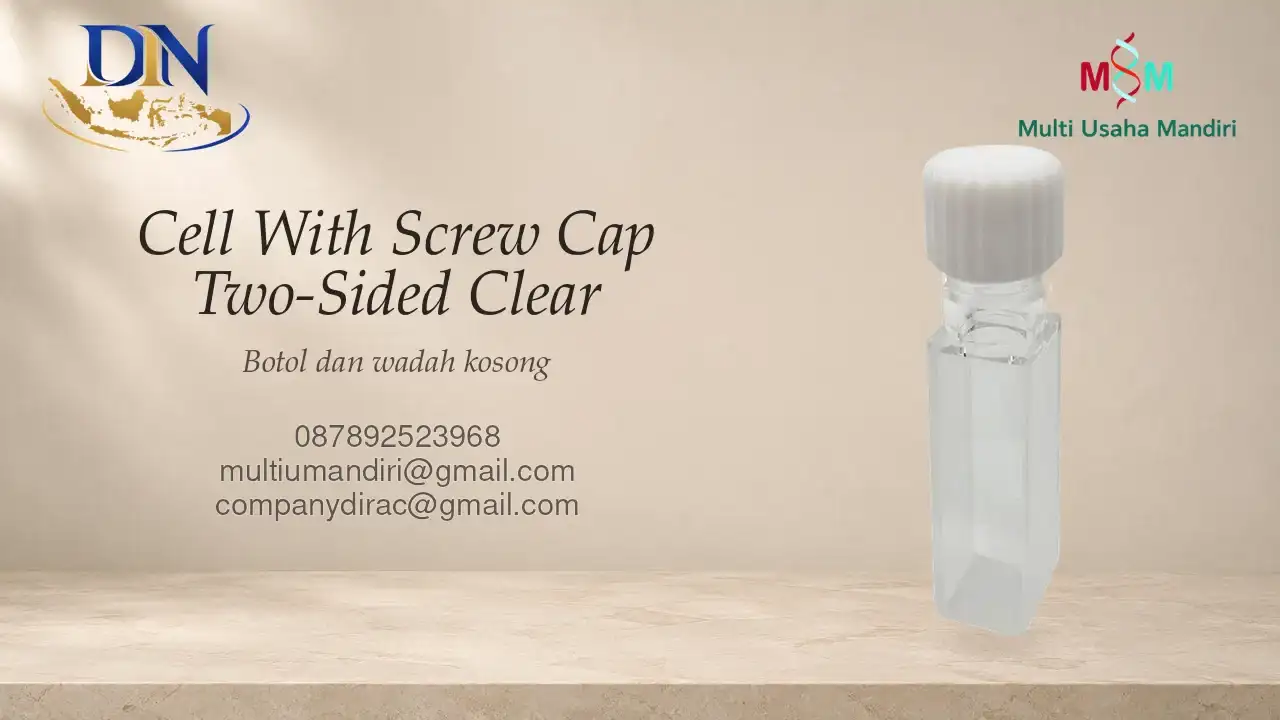 DIN
M M
Multi Usaha Mandiri
Cell With Screw Cap
Two-Sided Clear
Botol dan wadah kosong
087892523968
multiumandiri@gmail.com
companydirac@gmail.com